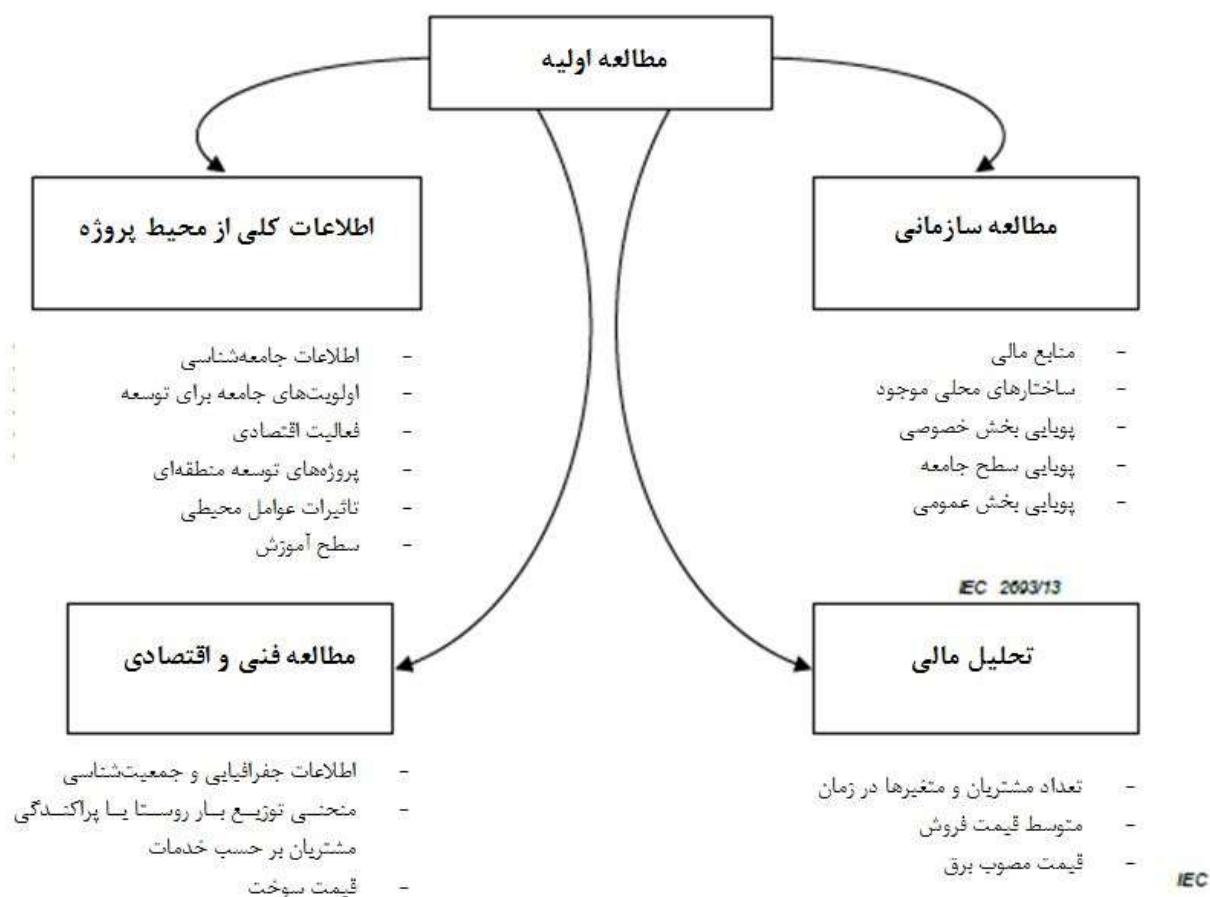 مطالعه اولیه
مطالعه سازمانی
- منابع مالی
- ساختارهای محلی موجود
- پویایی بخش خصوصی
- پویایی سطح جامعه
- پویایی بخش عمومی
اطلاعات کلی از محیط پروژه
- اطلاعات جامعه‌شناسی
- اولویت‌های جامعه برای توسعه
- فعالیت اقتصادی
- پروژه‌های توسعه منطقه‌ای
- تاثیرات عوامل محیطی
- سطح آموزش
IEC 2693/13
تحلیل مالی
- تعداد مشتریان و متغیرها در زمان
- متوسط قیمت فروش
- قیمت مصوب برق
IEC
مطالعه فنی و اقتصادی
- اطلاعات جغرافیایی و جمعیت‌شناسی
- منحنی توزیع بار روستا یا پراکندگی
مشتریان بر حسب خدمات
- قیمت سوخت